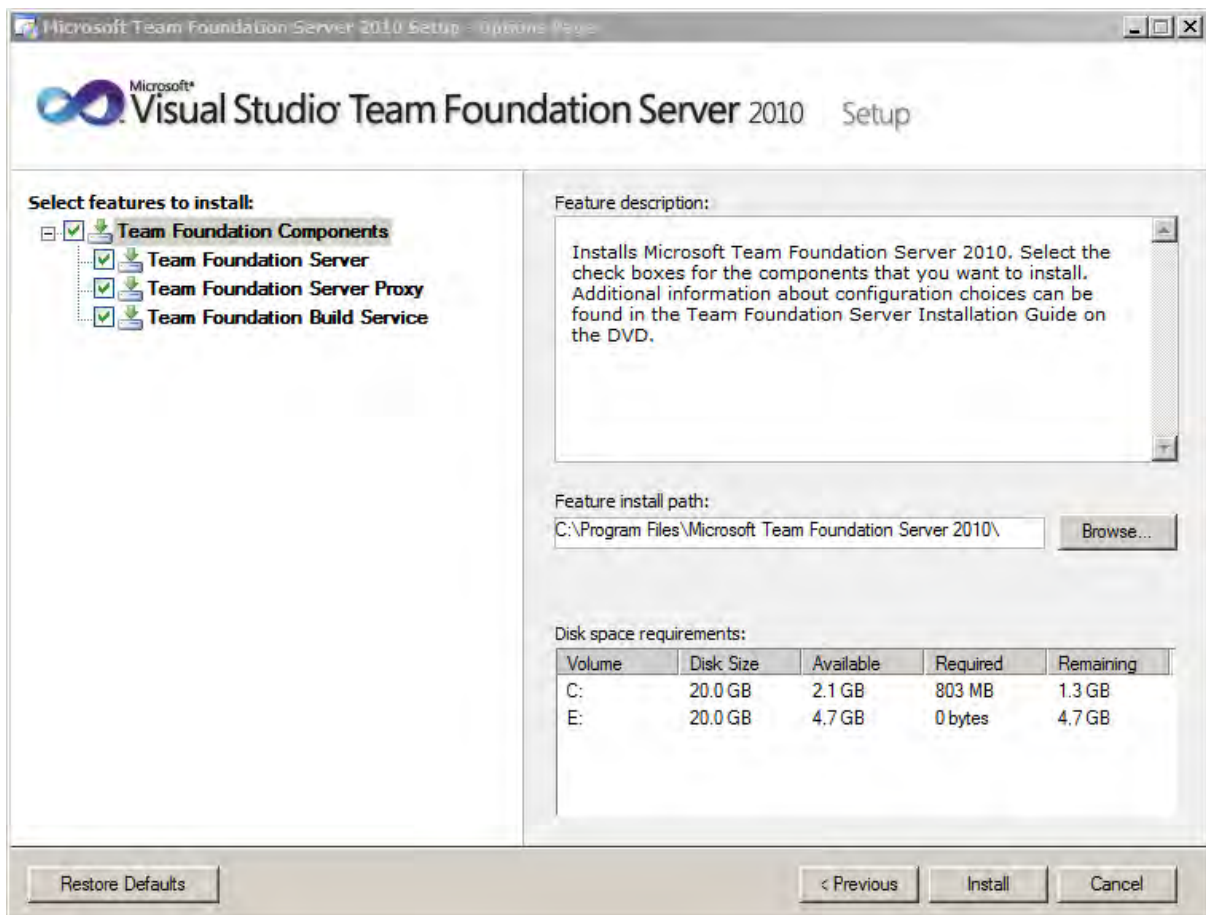 Microsoft Team Foundation Server 2010 Setup - Options Page
Microsoft®
Visual Studio Team Foundation Server 2010 Setup
Select features to install:
Team Foundation Components
Team Foundation Server
Team Foundation Server Proxy
Team Foundation Build Service
Feature description:
Installs Microsoft Team Foundation Server 2010. Select the
check boxes for the components that you want to install.
Additional information about configuration choices can be
found in the Team Foundation Server Installation Guide on
the DVD.
Feature install path:
C:\Program Files\Microsoft Team Foundation Server 2010\
Browse...
Disk space requirements:
Volume Disk Size Available Required Remaining
C: 20.0 GB 2.1 GB 803 MB 1.3 GB
E: 20.0 GB 4.7 GB 0 bytes 4.7 GB
Restore Defaults
< Previous
Install
Cancel